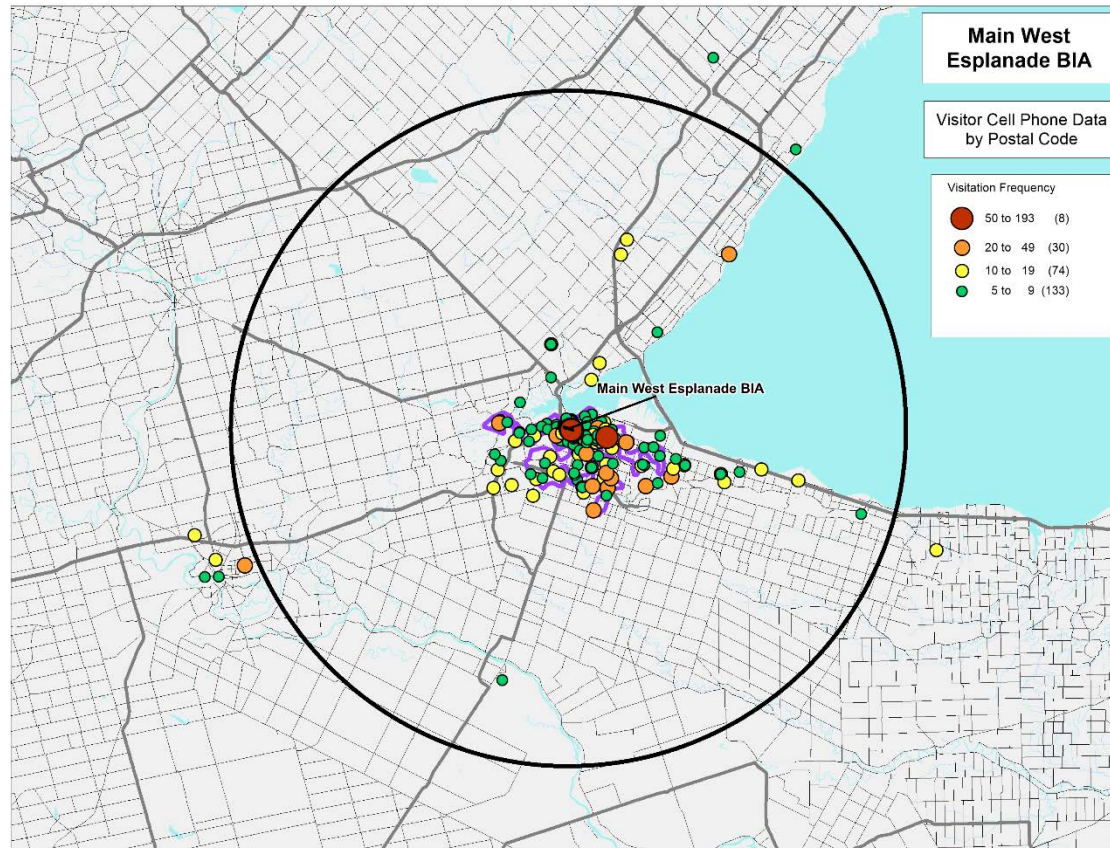 Main West
Esplanade BIA
Visitor Cell Phone Data
by Postal Code
Visitation Frequency
50 to 193 (8)
20 to 49 (30)
10 to 19 (74)
5 to 9 (133)
Main West Esplanade BIA